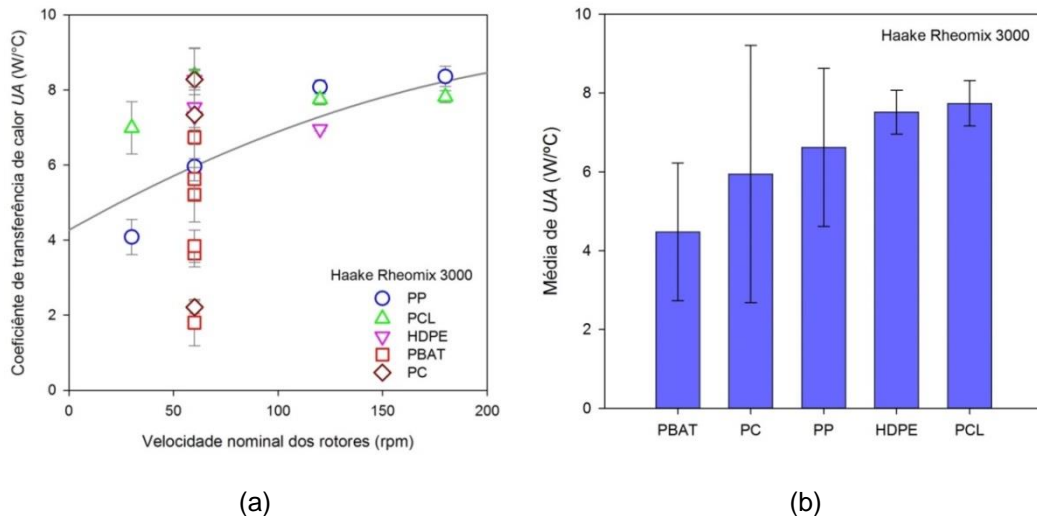 Coeficiênte de transferência de calor UA (W/°C)
10
8
6
4
2
0
0
50
100
150
200
Velocidade nominal dos rotores (rpm)
Haake Rheomix 3000
PP
PCL
HDPE
PBAT
PC
(a)
Média de UA (W/ºC)
10
8
6
4
2
0
Haake Rheomix 3000
PBAT
PC
PP
HDPE
PCL
(b)